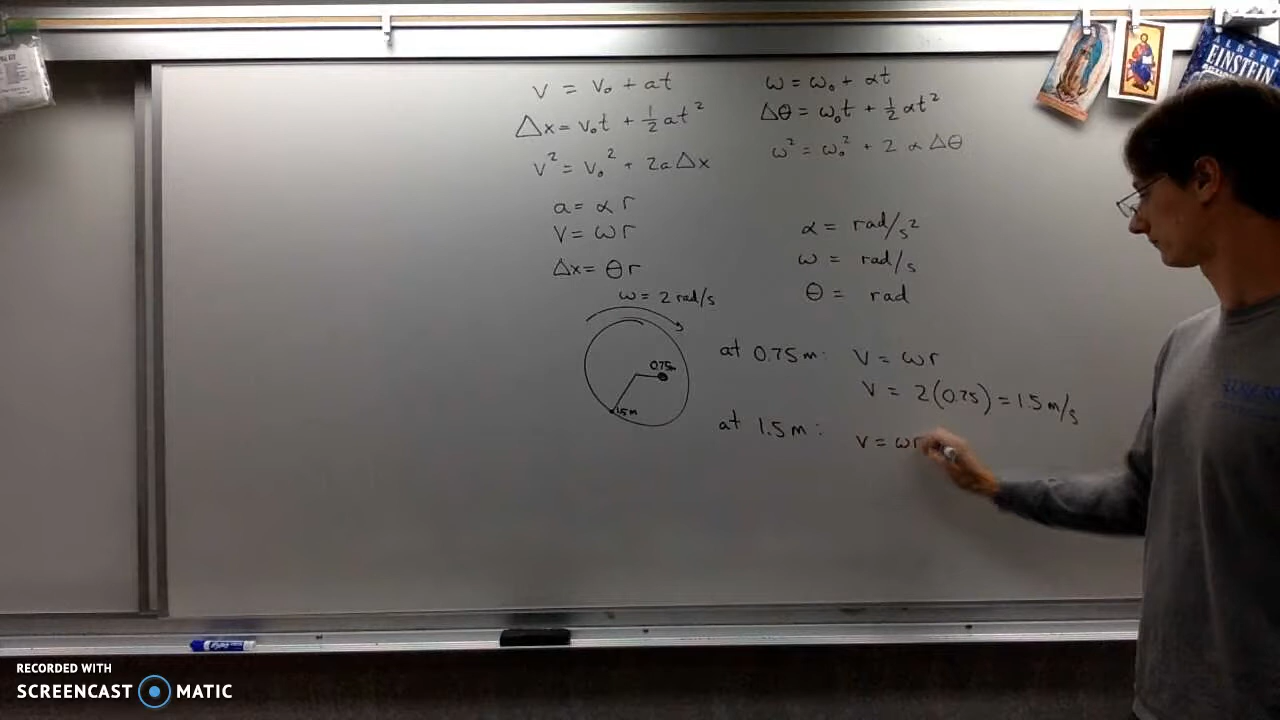 v = v₀ + at
Δx = v₀t + ½at²
v² = v₀² + 2aΔx
a = αr
v = ωr
Δx = θr
ω = ω₀ + αt
Δθ = ω₀t + ½αt²
ω² = ω₀² + 2αΔθ
α = rad/s²
ω = rad/s
θ = rad
ω = 2 rad/s
0.75m
1.5m
at 0.75m: v = ωr
v = 2(0.75) = 1.5 m/s
at 1.5m: v = ωr
ALBERT
EINSTEIN
RECORDED WITH
SCREENCAST MATIC